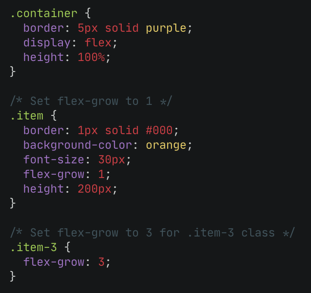 .container {
  border: 5px solid purple;
  display: flex;
  height: 100%;
}

/* Set flex-grow to 1 */
.item {
  border: 1px solid #000;
  background-color: orange;
  font-size: 30px;
  flex-grow: 1;
  height: 200px;
}

/* Set flex-grow to 3 for .item-3 class */
.item-3 {
  flex-grow: 3;
}